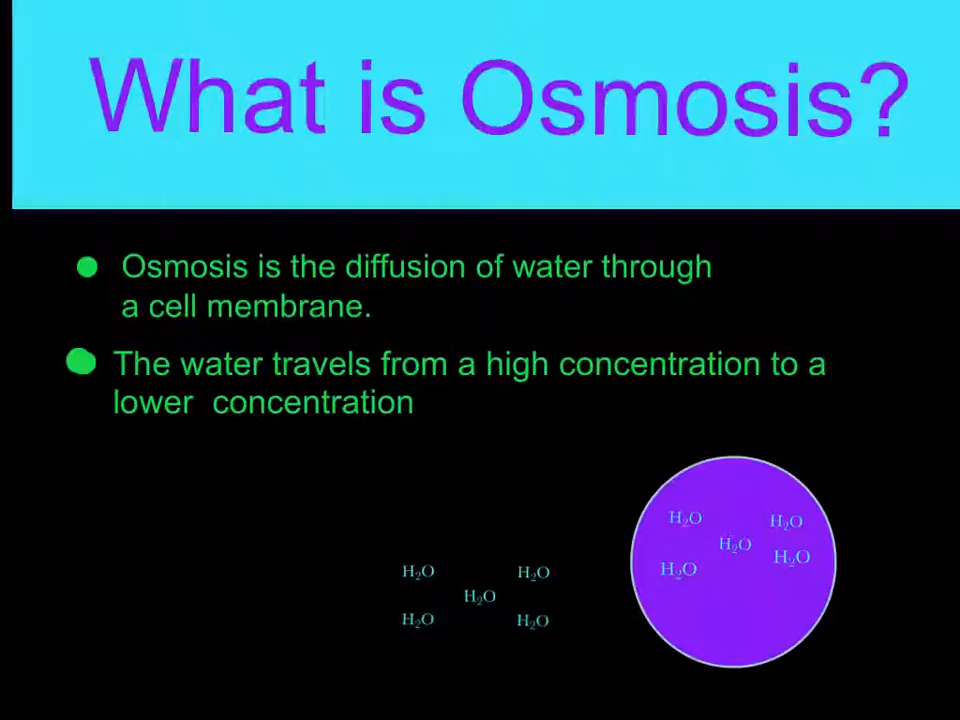 What is Osmosis?
Osmosis is the diffusion of water through
a cell membrane.
The water travels from a high concentration to a
lower concentration
H₂O H₂O
H₂O
H₂O H₂O
H₂O H₂O
H₂O
H₂O H₂O